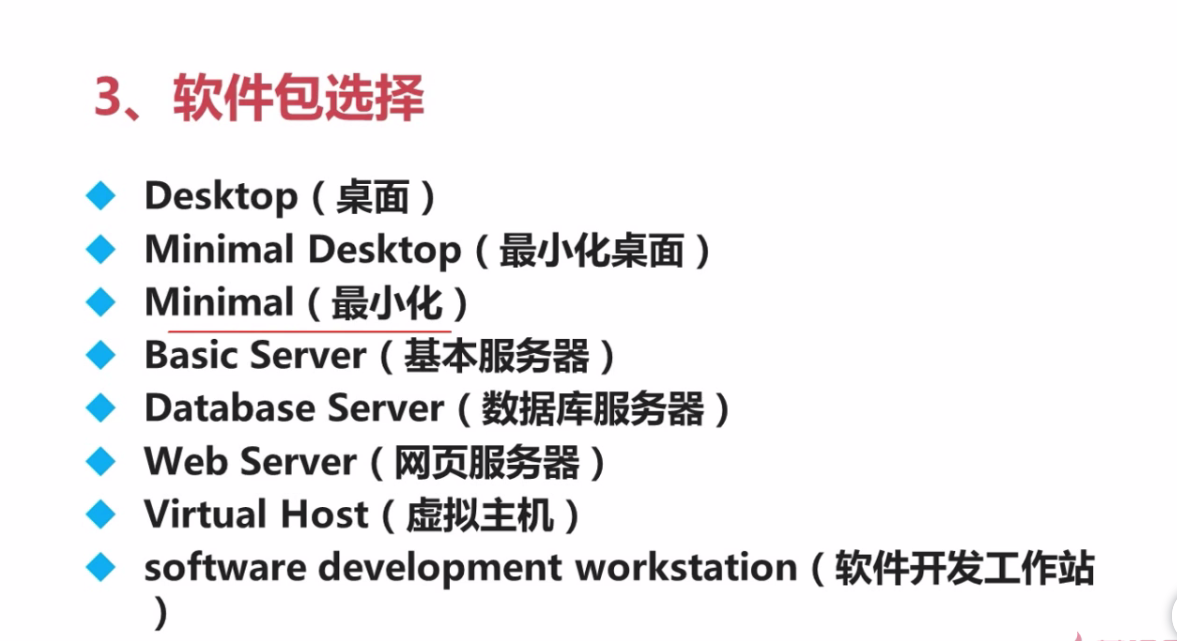 3、软件包选择
Desktop（桌面）
Minimal Desktop（最小化桌面）
Minimal（最小化）
Basic Server（基本服务器）
Database Server（数据库服务器）
Web Server（网页服务器）
Virtual Host（虚拟主机）
software development workstation（软件开发工作站
）